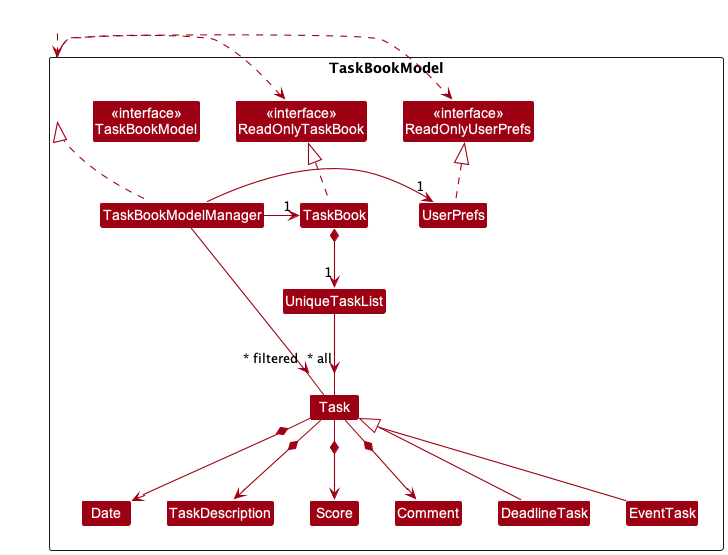 TaskBookModel
«interface»
TaskBookModel
«interface»
ReadOnlyTaskBook
«interface»
ReadOnlyUserPrefs
1
TaskBookModelManager
1
TaskBook
UserPrefs
1
UniqueTaskList
* filtered
* all
Task
Date
TaskDescription
Score
Comment
DeadlineTask
EventTask